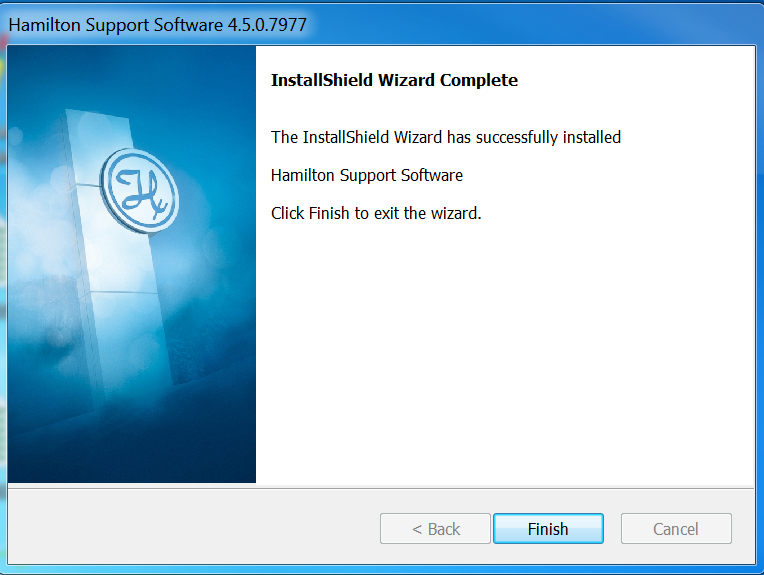 Hamilton Support Software 4.5.0.7977
InstallShield Wizard Complete
The InstallShield Wizard has successfully installed
Hamilton Support Software
Click Finish to exit the wizard.
< Back
Finish
Cancel